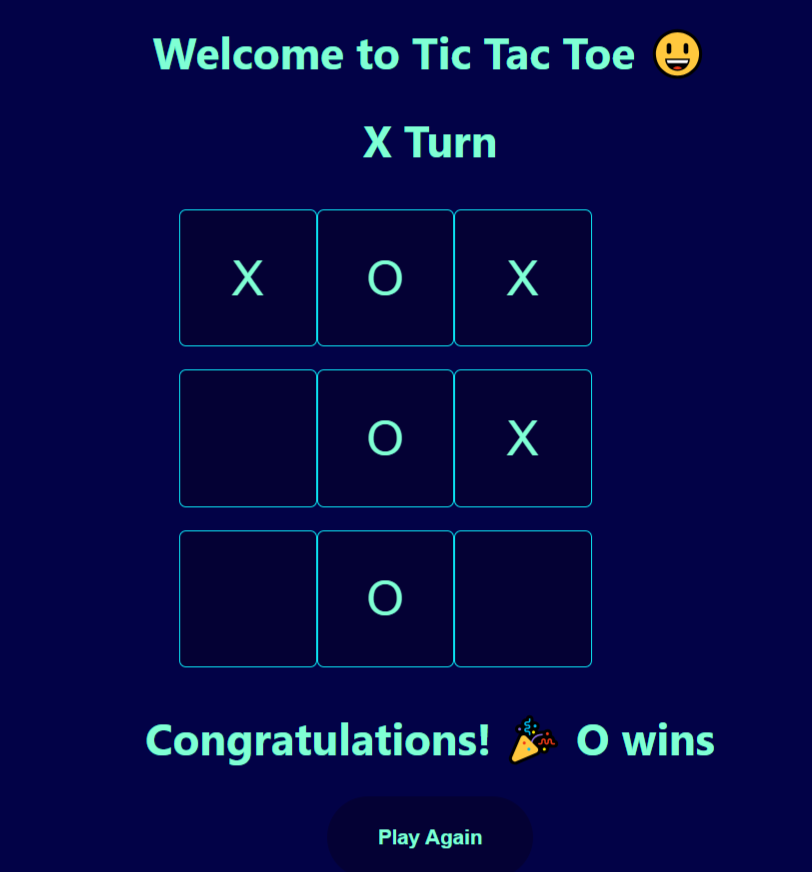 Welcome to Tic Tac Toe 😃
X Turn
X O X
O X
O
Congratulations! 🎉 O wins
Play Again